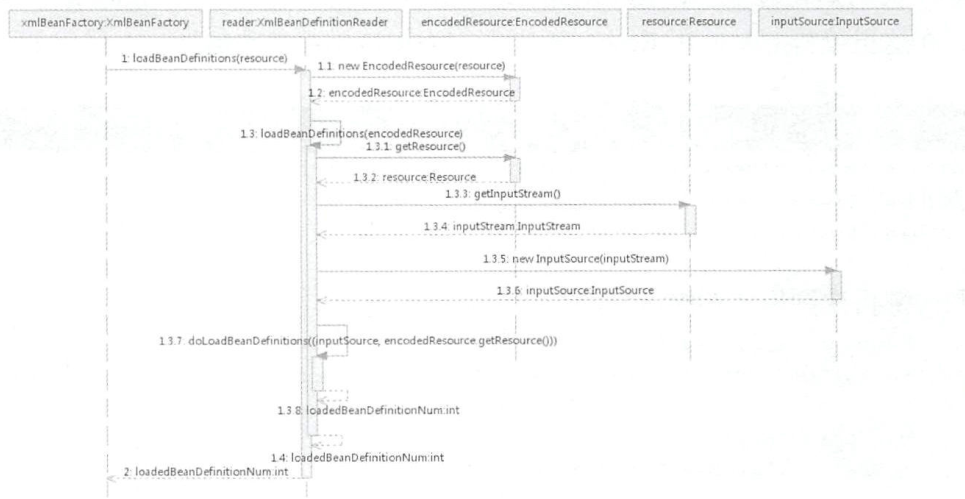 xmlBeanFactory:XmlBeanFactory
reader:XmlBeanDefinitionReader
encodedResource:EncodedResource
resource:Resource
inputSource:InputSource
1: loadBeanDefinitions(resource)
1.1: new EncodedResource(resource)
1.2: encodedResource:EncodedResource
1.3: loadBeanDefinitions(encodedResource)
1.3.1: getResource()
1.3.2: resource:Resource
1.3.3: getInputStream()
1.3.4: inputStream:InputStream
1.3.5: new InputSource(inputStream)
1.3.6: inputSource:InputSource
1.3.7: doLoadBeanDefinitions((inputSource, encodedResource.getResource()))
1.3.8: loadedBeanDefinitionNum:int
1.4: loadedBeanDefinitionNum:int
2: loadedBeanDefinitionNum:int